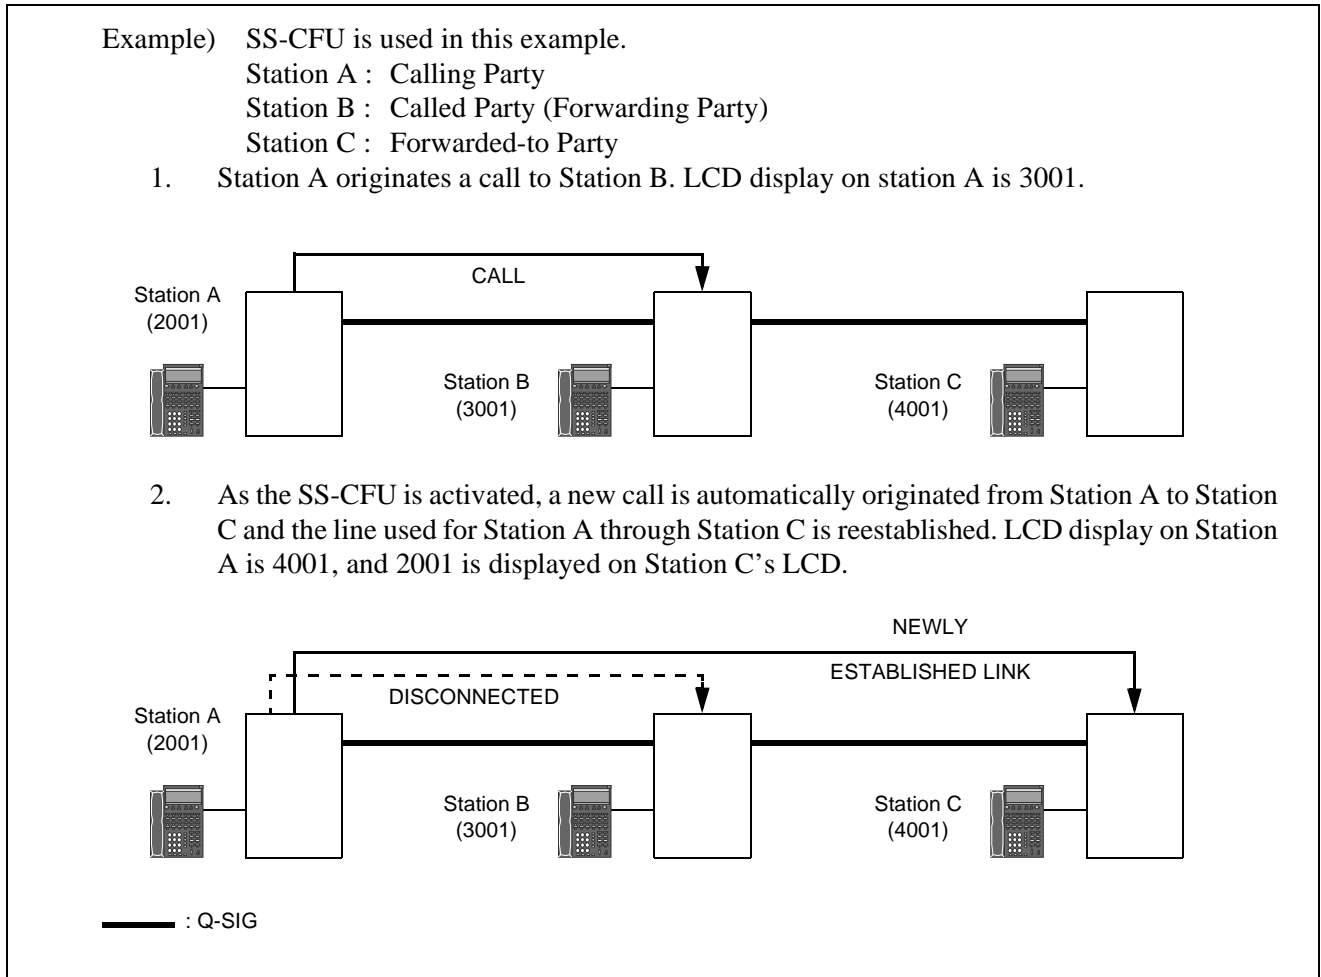 Example) SS-CFU is used in this example.
Station A : Calling Party
Station B : Called Party (Forwarding Party)
Station C : Forwarded-to Party
1. Station A originates a call to Station B. LCD display on station A is 3001.
CALL
Station A
(2001)
Station B
(3001)
Station C
(4001)
2. As the SS-CFU is activated, a new call is automatically originated from Station A to Station
C and the line used for Station A through Station C is reestablished. LCD display on Station
A is 4001, and 2001 is displayed on Station C’s LCD.
NEWLY
ESTABLISHED LINK
DISCONNECTED
Station A
(2001)
Station B
(3001)
Station C
(4001)
: Q-SIG